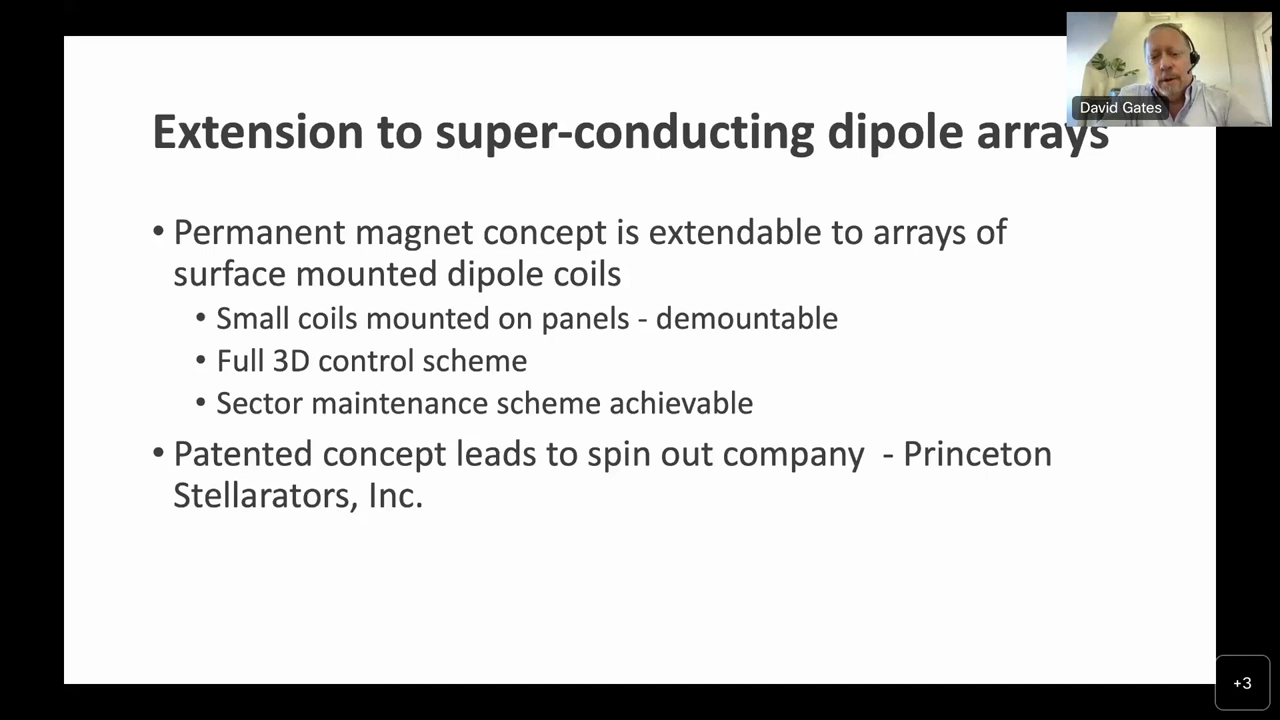 David Gates
Extension to super-conducting dipole arrays
• Permanent magnet concept is extendable to arrays of
surface mounted dipole coils
• Small coils mounted on panels - demountable
• Full 3D control scheme
• Sector maintenance scheme achievable
• Patented concept leads to spin out company - Princeton
Stellarators, Inc.
+3